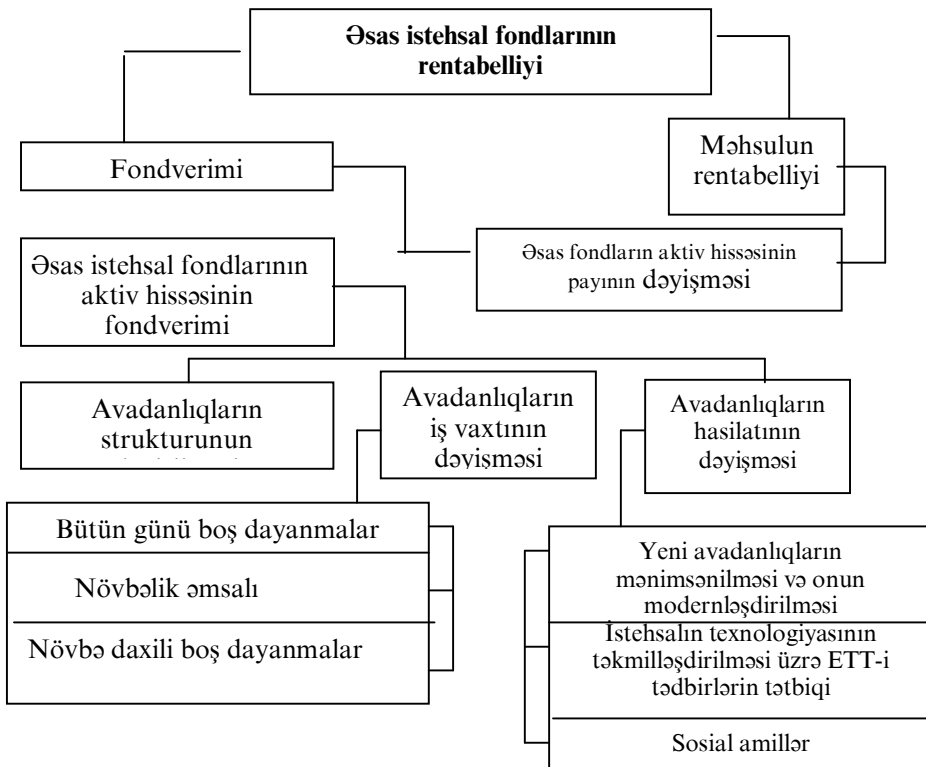 Əsas istehsal fondlarının
rentabelliyi
Fondverimi
Məhsulun
rentabelliyi
Əsas istehsal fondlarının
aktiv hissəsinin
fondverimi
Əsas fondların aktiv hissəsinin
payının dəyişməsi
Avadanlıqların
strukturunun
Avadanlıqların
iş vaxtının
dəyişməsi
Avadanlıqların
hasilatının
dəyişməsi
Bütün günü boş dayanmalar
Növbəlik əmsalı
Növbə daxili boş dayanmalar
Yeni avadanlıqların
mənimsənilməsi və onun
modernləşdirilməsi
İstehsalın texnologiyasının
təkmilləşdirilməsi üzrə ETT-i
tədbirlərin tətbiqi
Sosial amillər